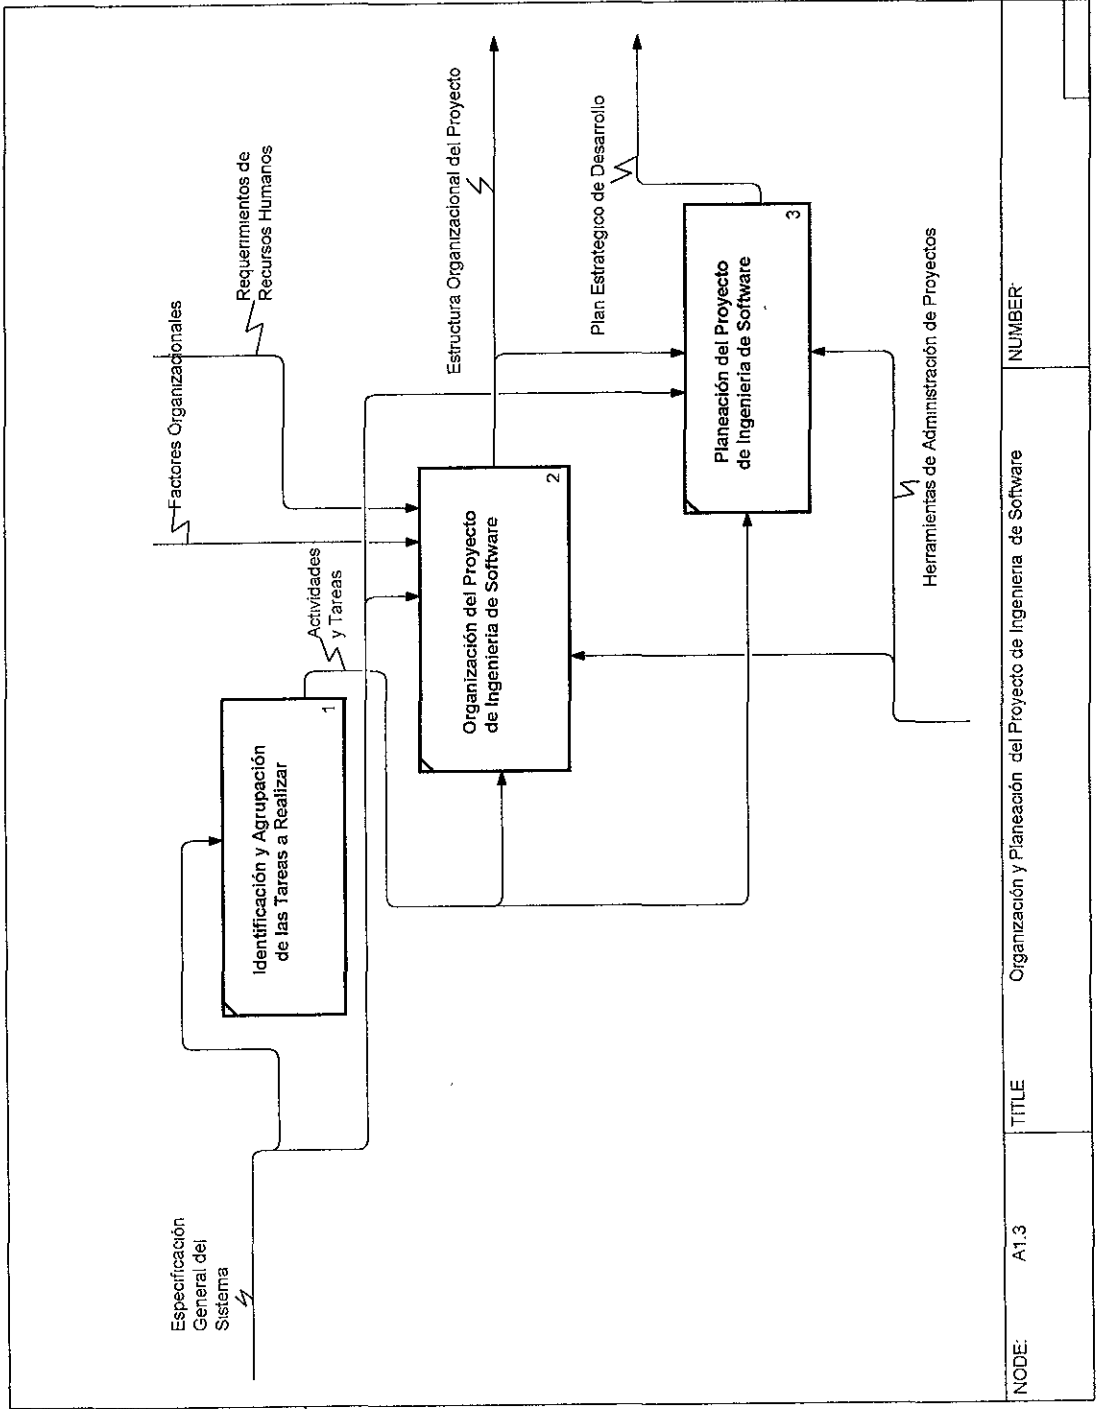 Factores Organizacionales
Requerimientos de
Recursos Humanos
Especificación
General del
Sistema
Identificación y Agrupación
de las Tareas a Realizar
1
Actividades
y Tareas
Estructura Organizacional del Proyecto
Organización del Proyecto
de Ingenieria de Software
2
Plan Estrategico de Desarrollo
Planeación del Proyecto
de Ingenieria de Software
3
Herramientas de Administración de Proyectos
NODE: A1.3
TITLE Organización y Planeación del Proyecto de Ingenieria de Software
NUMBER: